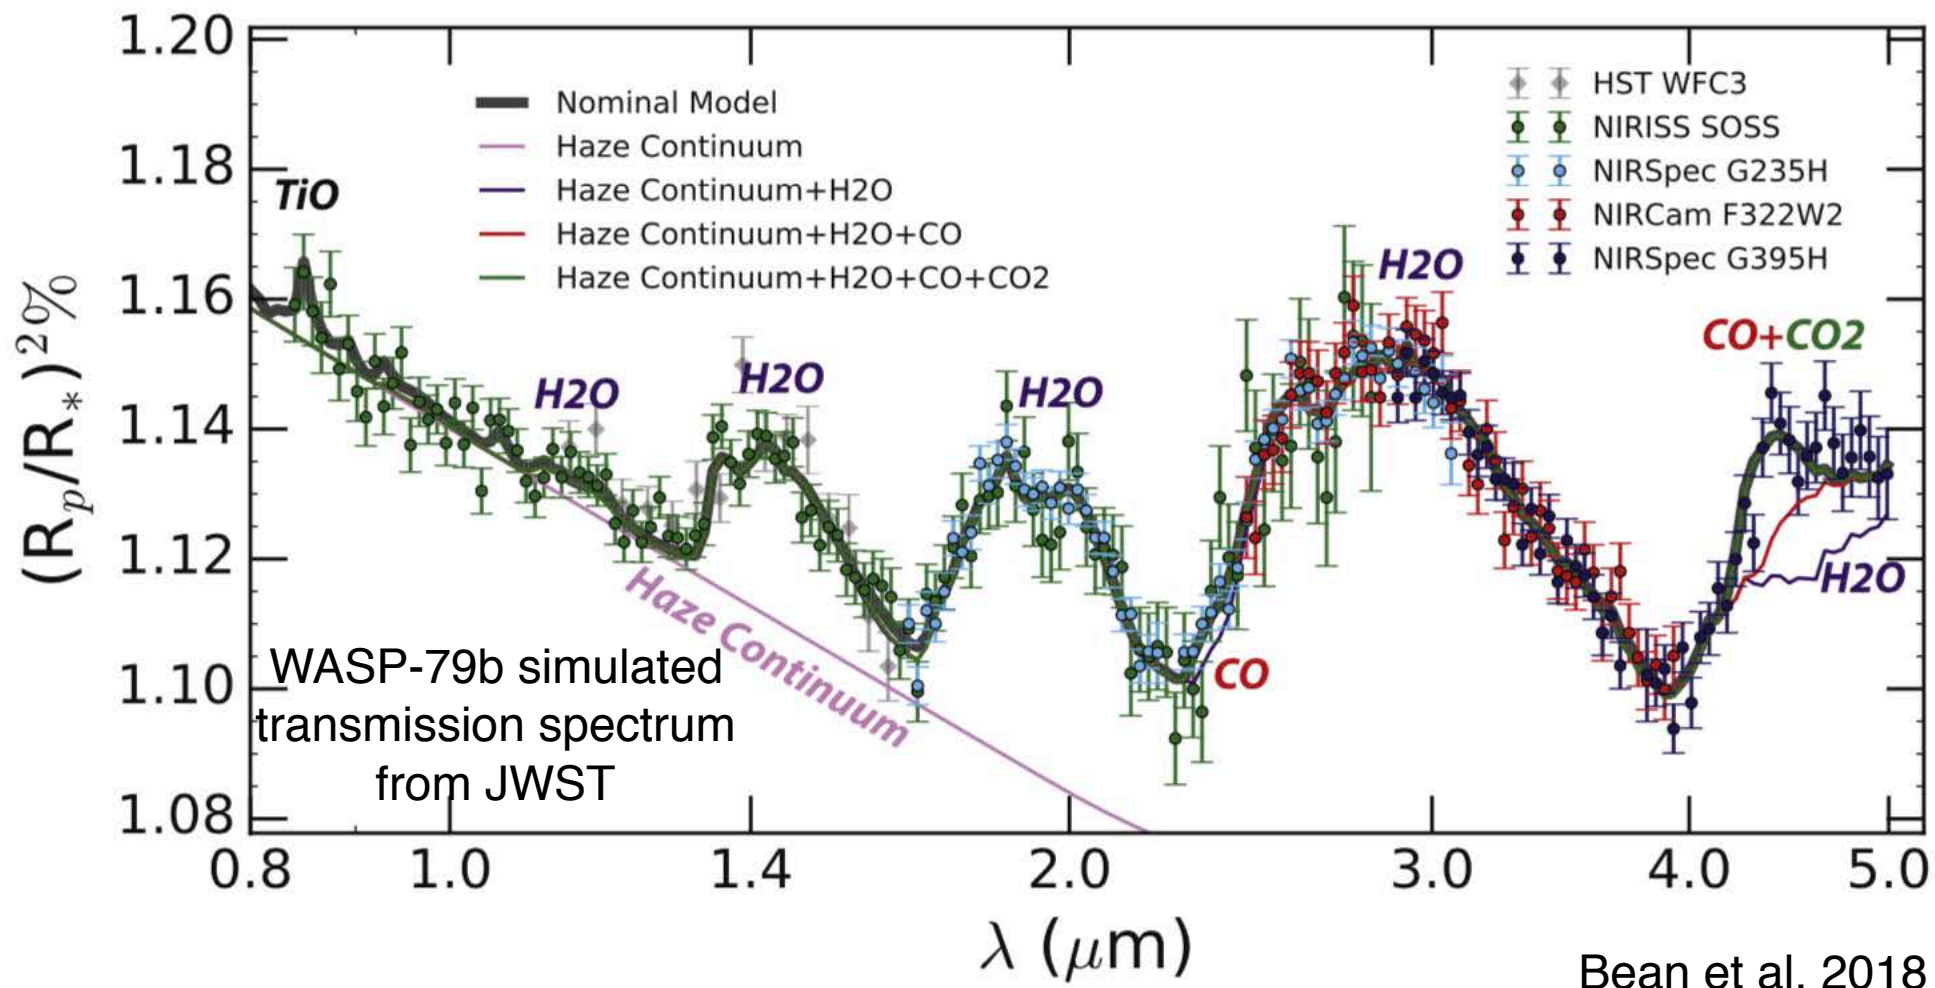 1.20
1.18
1.16
1.14
1.12
1.10
1.08
(Rp/R*)2%
Nominal Model
Haze Continuum
Haze Continuum+H2O
Haze Continuum+H2O+CO
Haze Continuum+H2O+CO+CO2
HST WFC3
NIRISS SOSS
NIRSpec G235H
NIRCam F322W2
NIRSpec G395H
TiO
H2O
H2O
H2O
H2O
CO+CO2
H2O
CO
Haze Continuum
WASP-79b simulated
transmission spectrum
from JWST
0.8 1.0 1.4 2.0 3.0 4.0 5.0
λ (μm)
Bean et al. 2018